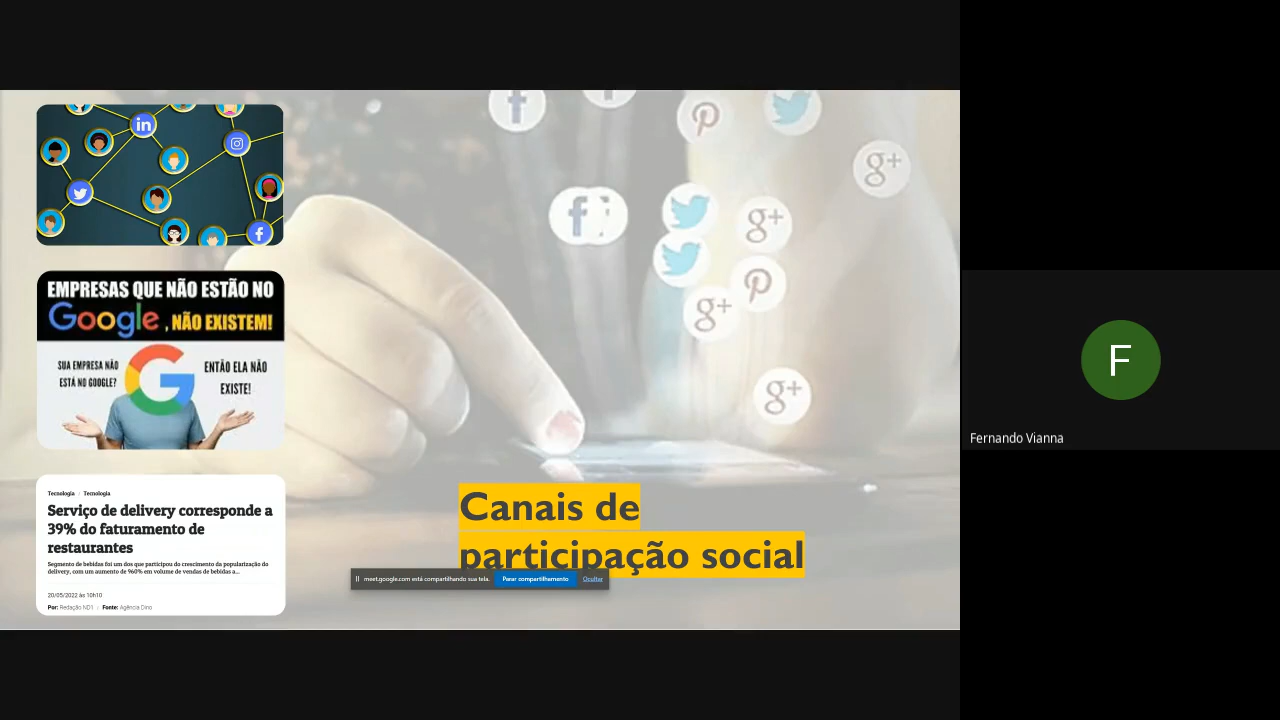 in
f
EMPRESAS QUE NÃO ESTÃO NO
Google , NÃO EXISTEM!
SUA EMPRESA NÃO
ESTÁ NO GOOGLE?
G
ENTÃO ELA NÃO
EXISTE!
Tecnologia / Tecnologia
Serviço de delivery corresponde a
39% do faturamento de
restaurantes
Segmento de bebidas foi um dos que participou do crescimento da popularização do
delivery, com um aumento de 960% em volume de vendas de bebidas a...
20/05/2022 às 10h10
Por: Redação ND1 / Fonte: Agência Dino
f
g+
f
g+
g+
g+
Canais de
participação social
meet.google.com está compartilhando sua tela.
Parar compartilhamento
Ocultar
F
Fernando Vianna